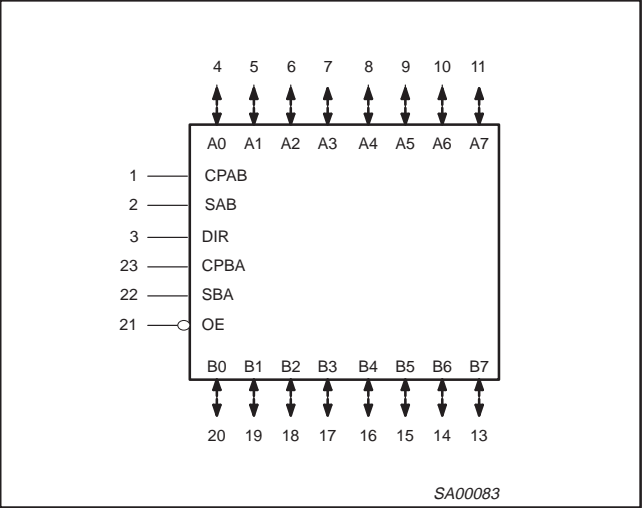 4 5 6 7 8 9 10 11
A0 A1 A2 A3 A4 A5 A6 A7
1 CPAB
2 SAB
3 DIR
23 CPBA
22 SBA
21 OE
B0 B1 B2 B3 B4 B5 B6 B7
20 19 18 17 16 15 14 13
SA00083